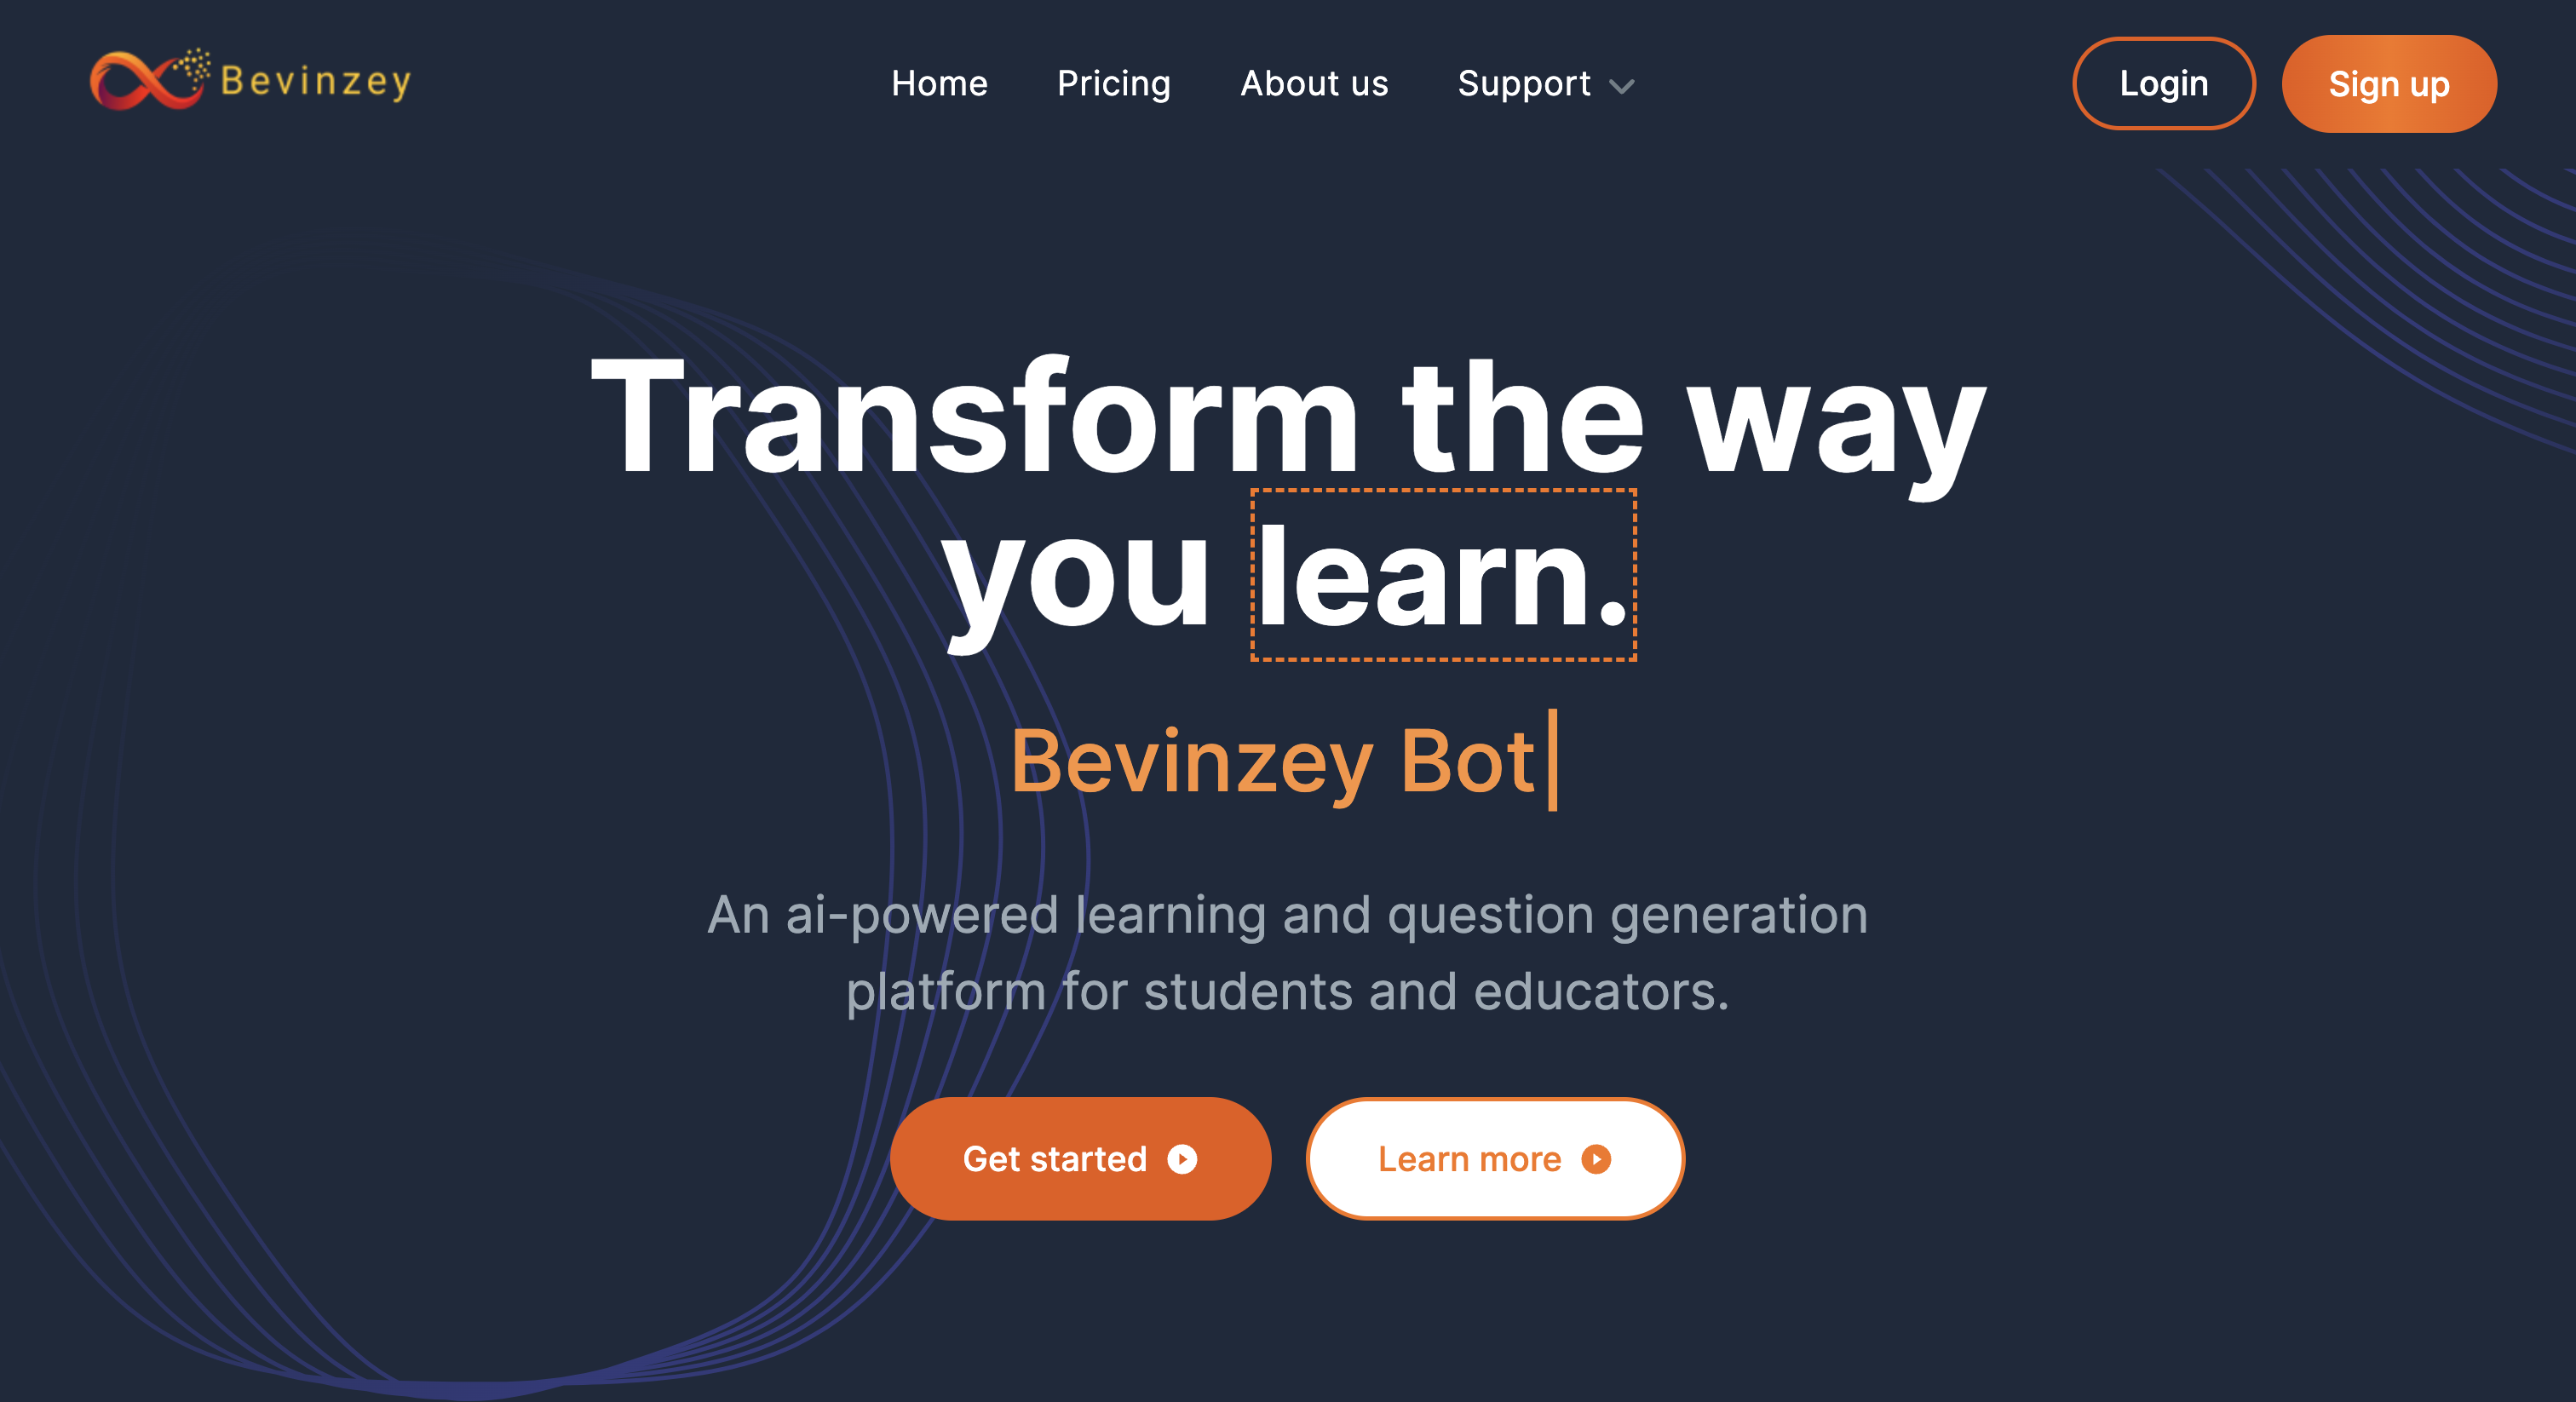 Bevinzey
Home
Pricing
About us
Support
Login
Sign up
Transform the way
you learn.
Bevinzey Bot
An ai-powered learning and question generation
platform for students and educators.
Get started
Learn more